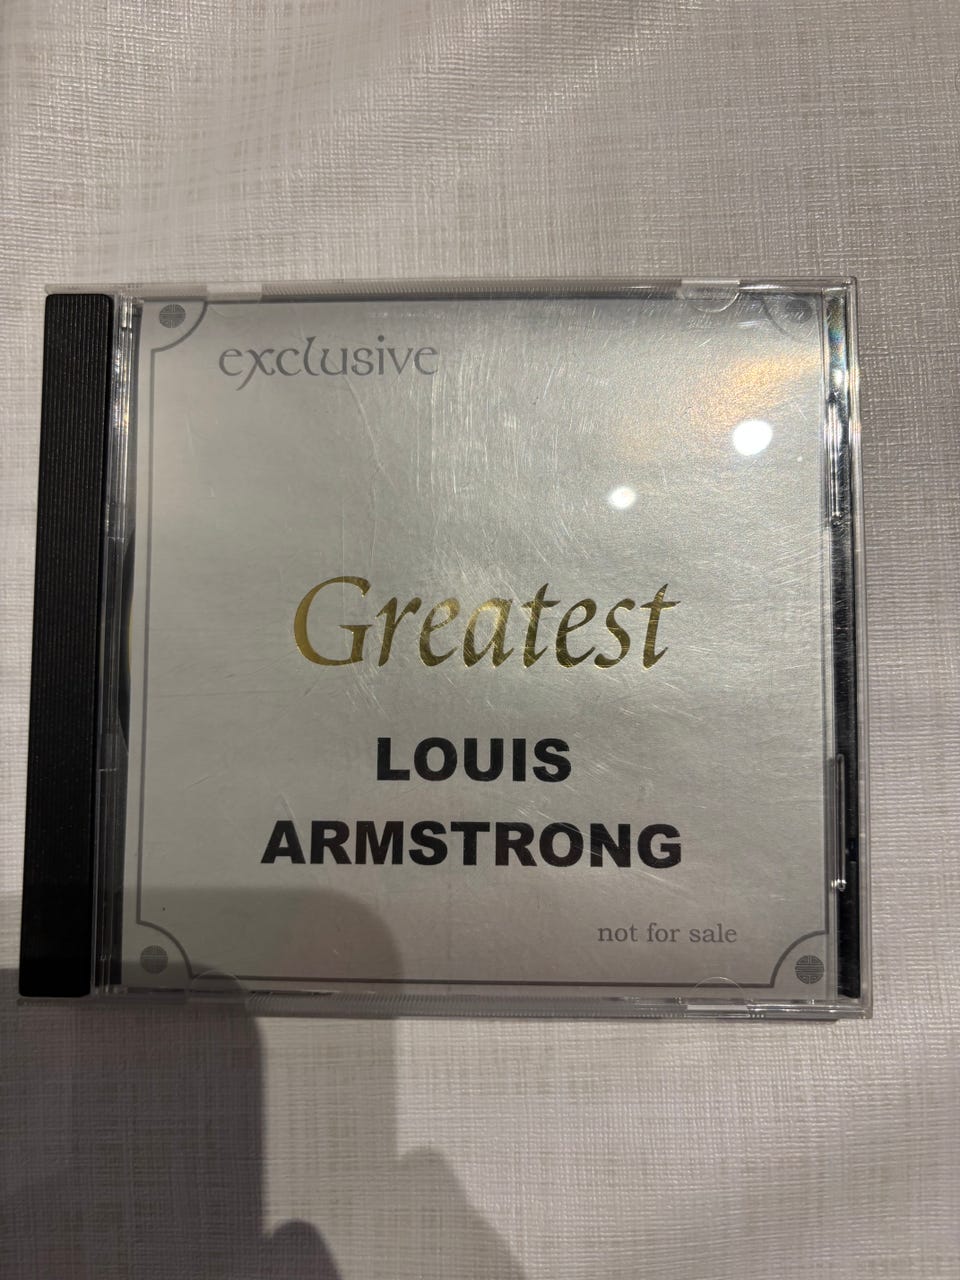 exclusive
Greatest
LOUIS
ARMSTRONG
not for sale